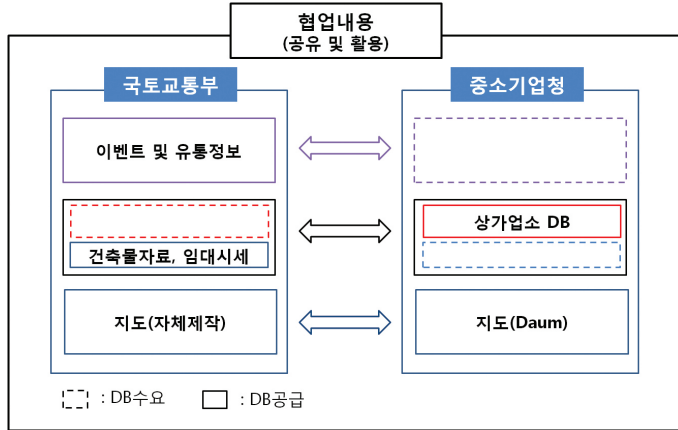 협업내용
(공유 및 활용)
국토교통부
중소기업청
이벤트 및 유통정보
상가업소 DB
건축물자료, 임대시세
지도(자체제작)
지도(Daum)
: DB수요
: DB공급